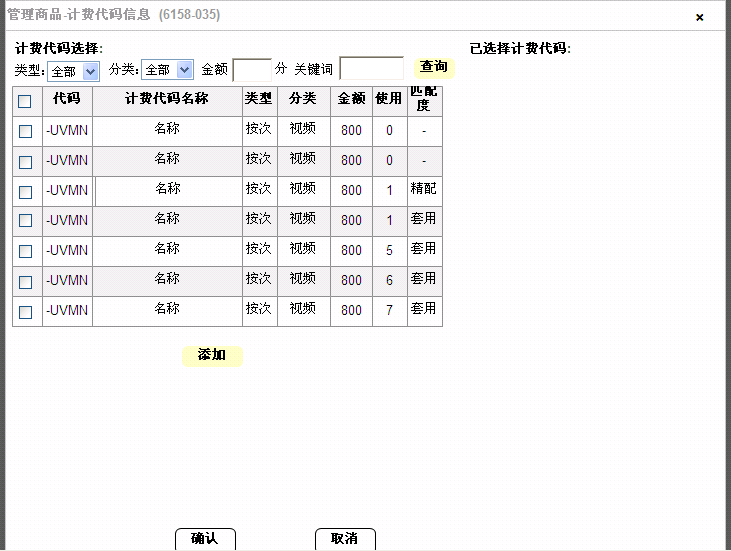 管理商品-计费代码信息 (6158-035) ×
计费代码选择: 已选择计费代码:
类型: 全部 分类: 全部 金额 分 关键词 查询
代码 计费代码名称 类型 分类 金额 使用 匹配度
-UVMN 名称 按次 视频 800 0 -
-UVMN 名称 按次 视频 800 0 -
-UVMN 名称 按次 视频 800 1 精配
-UVMN 名称 按次 视频 800 1 套用
-UVMN 名称 按次 视频 800 5 套用
-UVMN 名称 按次 视频 800 6 套用
-UVMN 名称 按次 视频 800 7 套用
添加
确认 取消